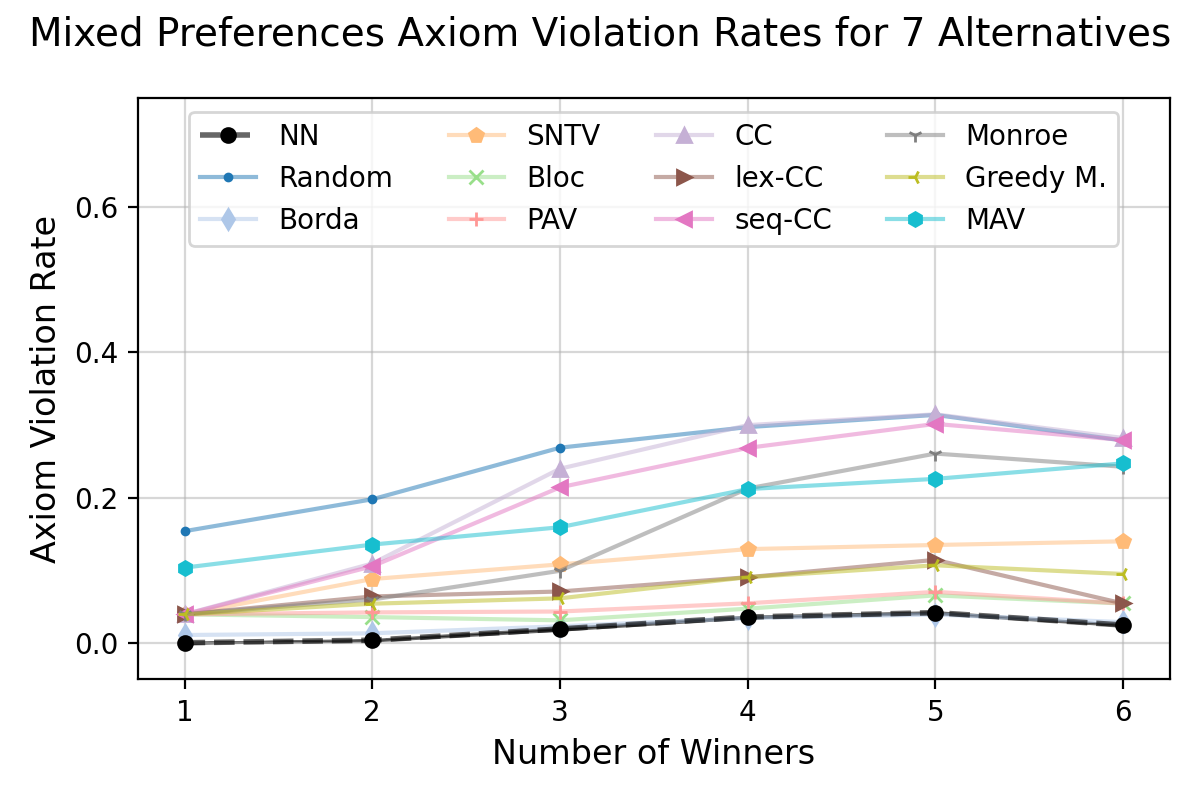 Mixed Preferences Axiom Violation Rates for 7 Alternatives
NN SNTV CC Monroe
Random Bloc lex-CC Greedy M.
Borda PAV seq-CC MAV
Axiom Violation Rate
0.6
0.4
0.2
0.0
1 2 3 4 5 6
Number of Winners